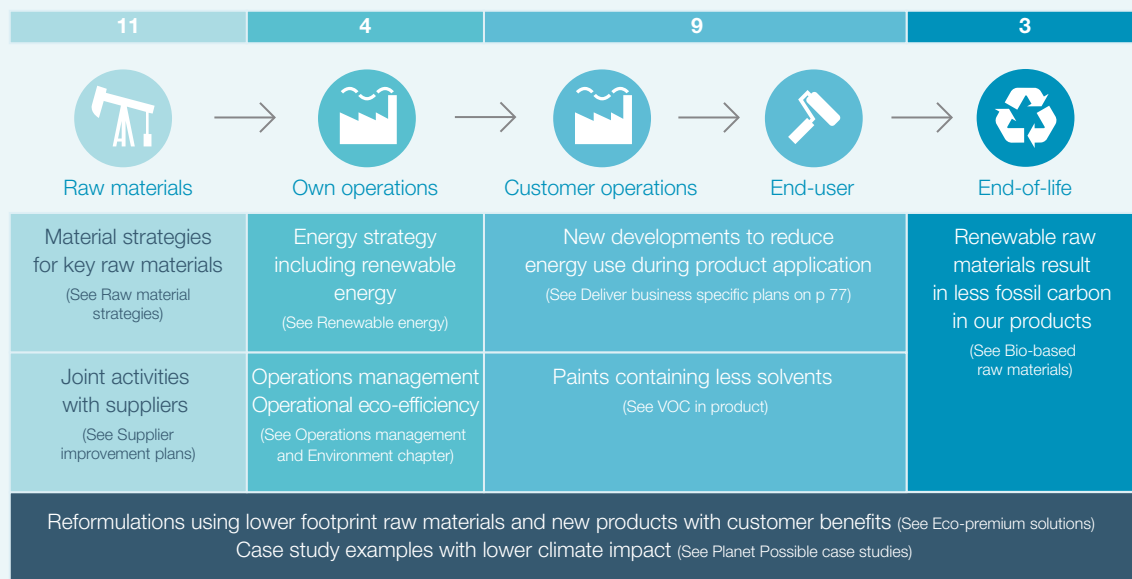 11
4
9
3
Raw materials
Own operations
Customer operations
End-user
End-of-life
Material strategies
for key raw materials
(See Raw material
strategies)
Energy strategy
including renewable
energy
(See Renewable energy)
New developments to reduce
energy use during product application
(See Deliver business specific plans on p 77)
Renewable raw
materials result
in less fossil carbon
in our products
(See Bio-based
raw materials)
Joint activities
with suppliers
(See Supplier
improvement plans)
Operations management
Operational eco-efficiency
(See Operations management
and Environment chapter)
Paints containing less solvents
(See VOC in product)
Reformulations using lower footprint raw materials and new products with customer benefits (See Eco-premium solutions)
Case study examples with lower climate impact (See Planet Possible case studies)